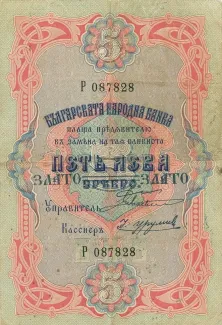 5
Р 087828
БЪЛГАРСКАТА НАРОДНА БАНКА
ПЛАЩА ПРЕДЯВИТЕЛЮ
ВЪ ЗАМѢНА НА ТАЯ БАНКНОТА
ПЕТЬ ЛЕВА
ЗЛАТО СРЕБРО ЗЛАТО
Управитель
Кассиеръ
Р 087828
5